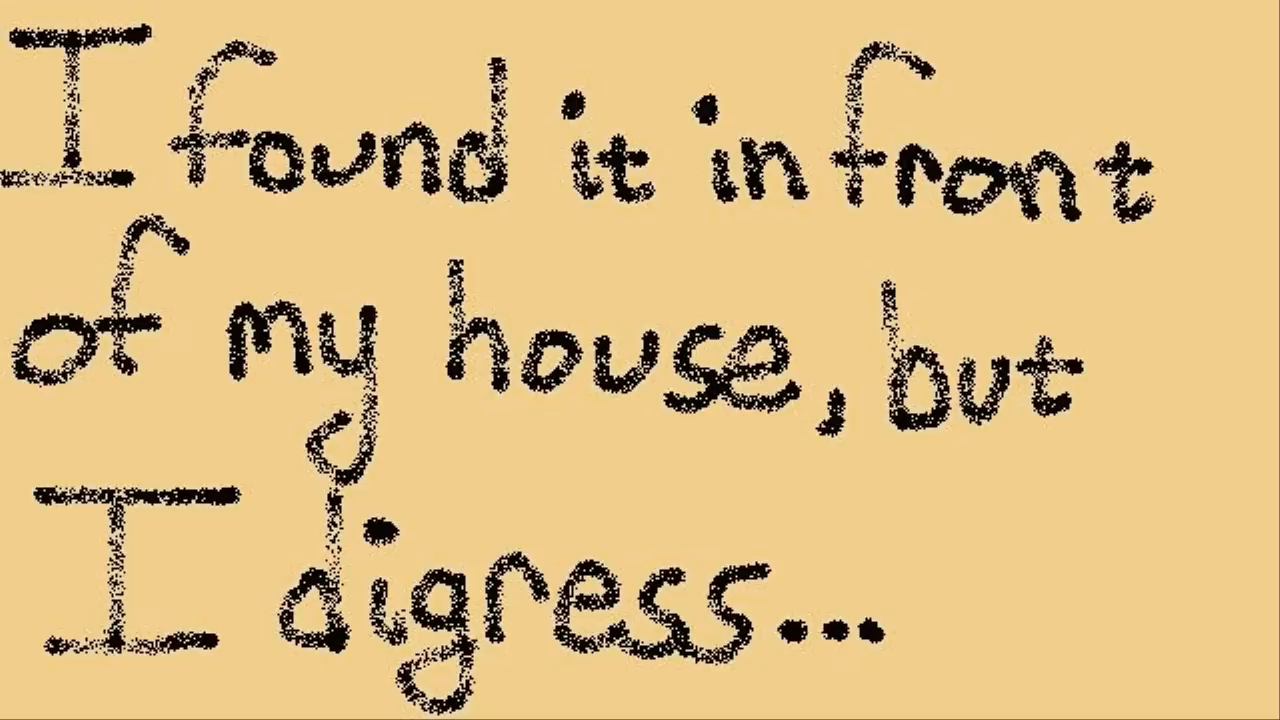 I found it in front
of my house, but
I digress...